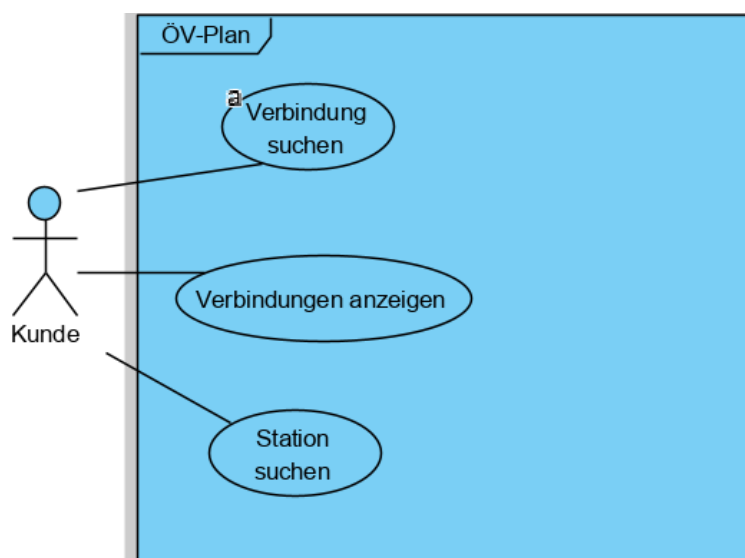 ÖV-Plan
a
Verbindung
suchen
Verbindungen anzeigen
Kunde
Station
suchen